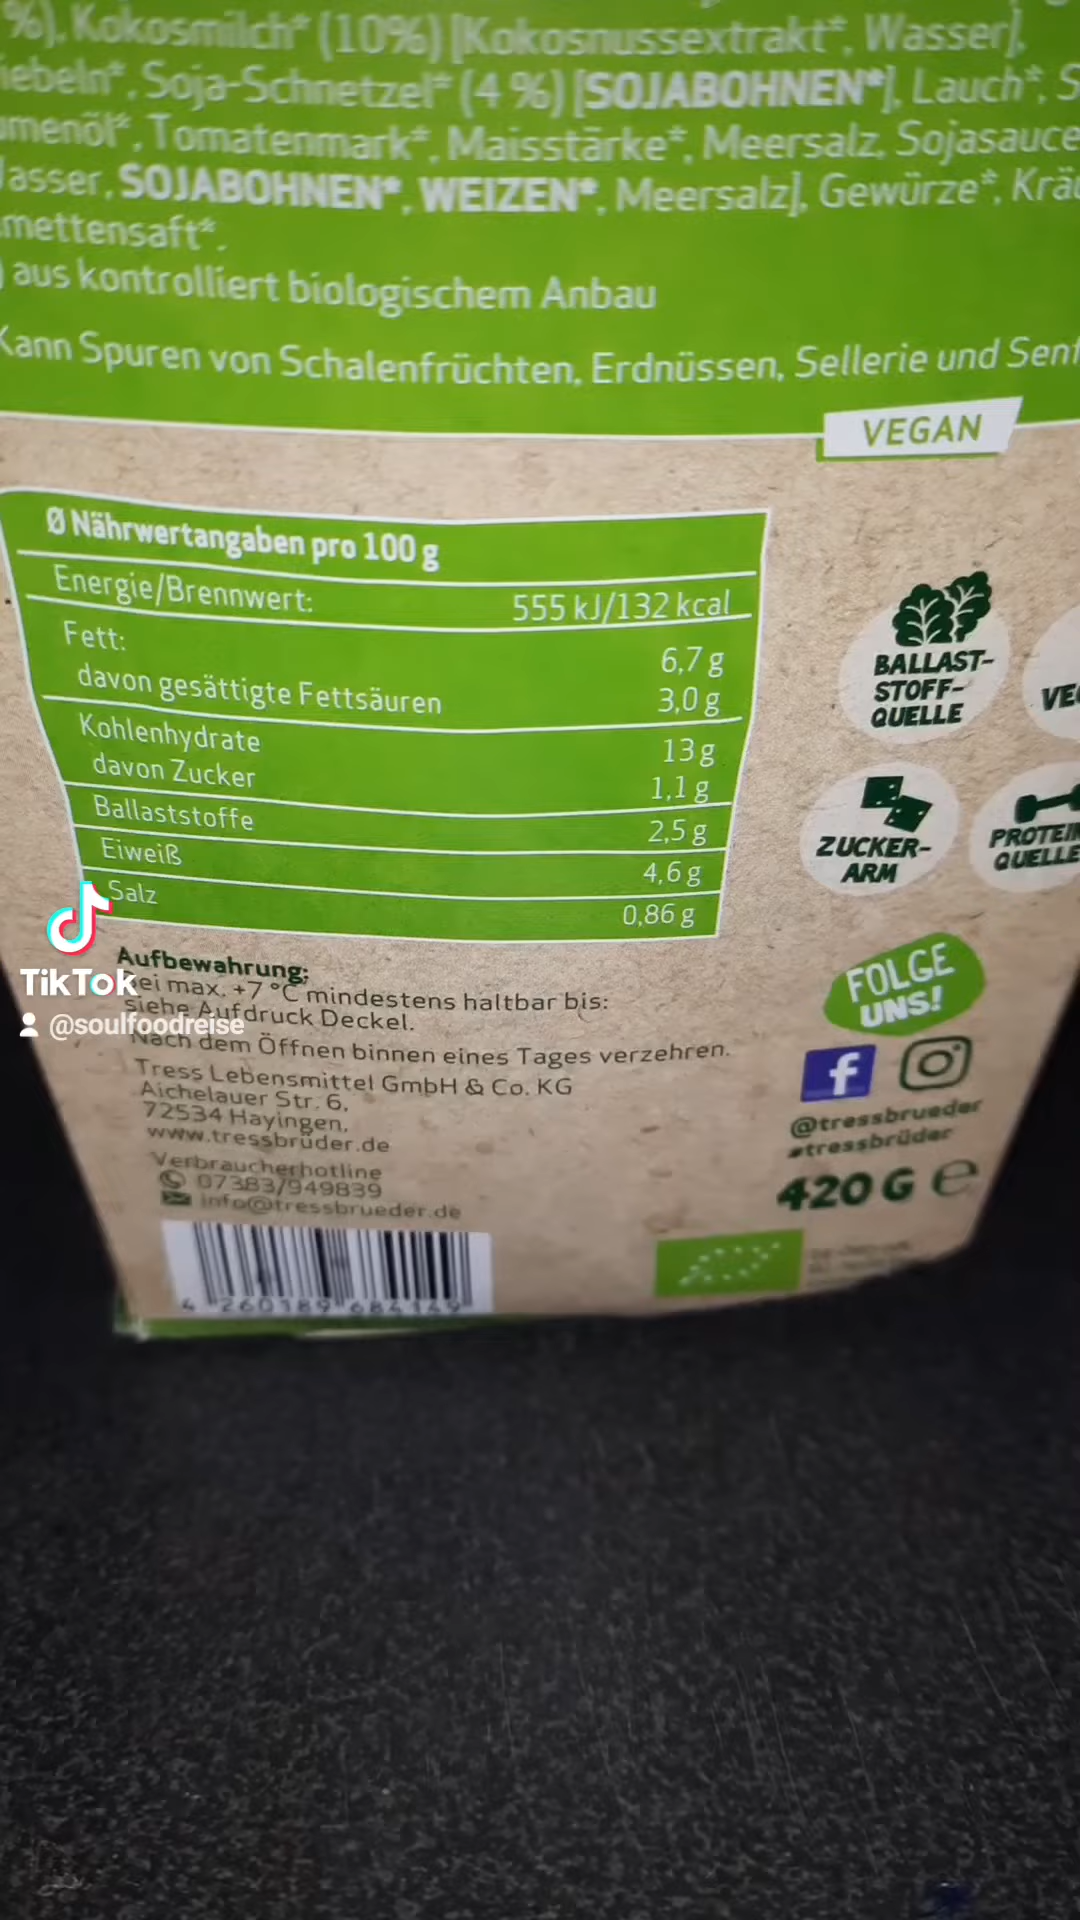 %), Kokosmilch* (10%) [Kokosnussextrakt*, Wasser],
iebeln*, Soja-Schnetzel* (4 %) [SOJABOHNEN*], Lauch*, S
menöl*, Tomatenmark*, Maisstärke*, Meersalz, Sojasauce
asser, SOJABOHNEN*, WEIZEN*, Meersalz], Gewürze*, Krä
mettensaft*.
) aus kontrolliert biologischem Anbau
Kann Spuren von Schalenfrüchten, Erdnüssen, Sellerie und Senf
VEGAN
Ø Nährwertangaben pro 100 g
Energie/Brennwert: 555 kJ/132 kcal
Fett: 6,7 g
davon gesättigte Fettsäuren 3,0 g
Kohlenhydrate 13 g
davon Zucker 1,1 g
Ballaststoffe 2,5 g
Eiweiß 4,6 g
Salz 0,86 g
BALLAST-
STOFF-
QUELLE
VE
ZUCKER-
ARM
PROTEIN
QUELLE
TikTok
@soulfoodreise
Aufbewahrung:
Bei max. +7 °C mindestens haltbar bis:
siehe Aufdruck Deckel.
Nach dem Öffnen binnen eines Tages verzehren.
Tress Lebensmittel GmbH & Co. KG
Aichelauer Str. 6,
72534 Hayingen,
www.tressbrüder.de
Verbraucherhotline
07383/949839
info@tressbrueder.de
FOLGE
UNS!
f
@tressbrueder
#tressbrüder
420 G e
4 260189 684149